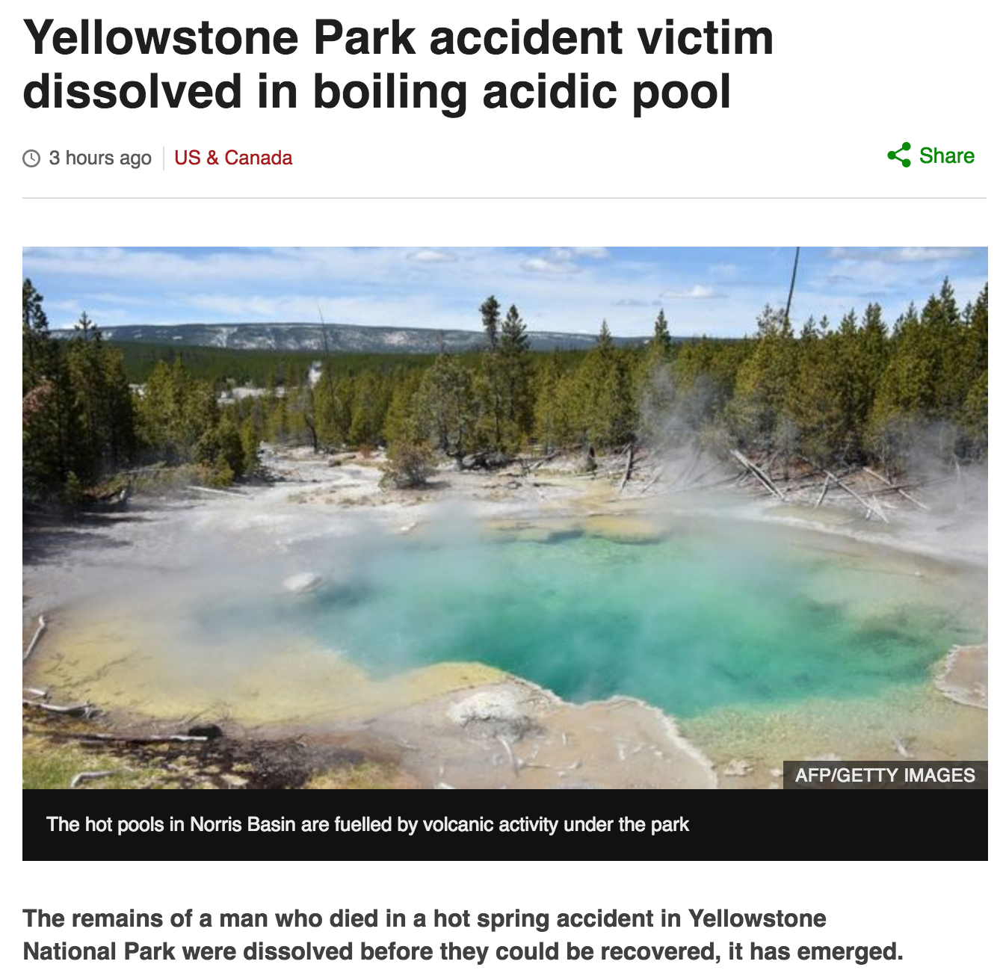 Yellowstone Park accident victim
dissolved in boiling acidic pool
3 hours ago
US & Canada
Share
AFP/GETTY IMAGES
The hot pools in Norris Basin are fuelled by volcanic activity under the park
The remains of a man who died in a hot spring accident in Yellowstone
National Park were dissolved before they could be recovered, it has emerged.